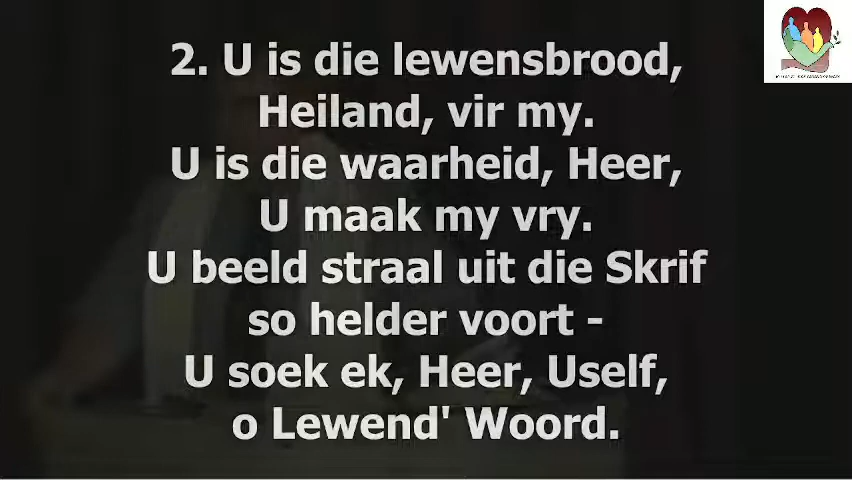 2. U is die lewensbrood,
Heiland, vir my.
U is die waarheid, Heer,
U maak my vry.
U beeld straal uit die Skrif
so helder voort -
U soek ek, Heer, Uself,
o Lewend' Woord.